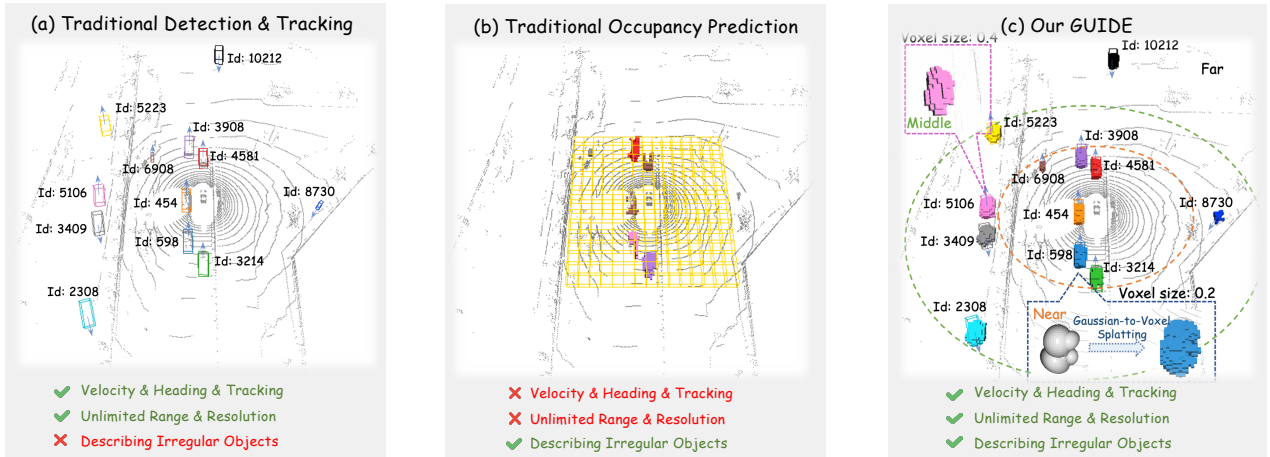 (a) Traditional Detection & Tracking
Id: 10212
Id: 5223
Id: 3908
Id: 4581
Id: 6908
Id: 5106
Id: 454
Id: 8730
Id: 3409
Id: 598
Id: 3214
Id: 2308
Velocity & Heading & Tracking
Unlimited Range & Resolution
Describing Irregular Objects
(b) Traditional Occupancy Prediction
Velocity & Heading & Tracking
Unlimited Range & Resolution
Describing Irregular Objects
(c) Our GUIDE
Voxel size: 0.4
Id: 10212
Far
Middle
Id: 5223
Id: 3908
Id: 4581
Id: 6908
Id: 5106
Id: 454
Id: 8730
Id: 3409
Id: 598
Id: 3214
Voxel size: 0.2
Id: 2308
Near
Gaussian-to-Voxel
Splatting
Velocity & Heading & Tracking
Unlimited Range & Resolution
Describing Irregular Objects